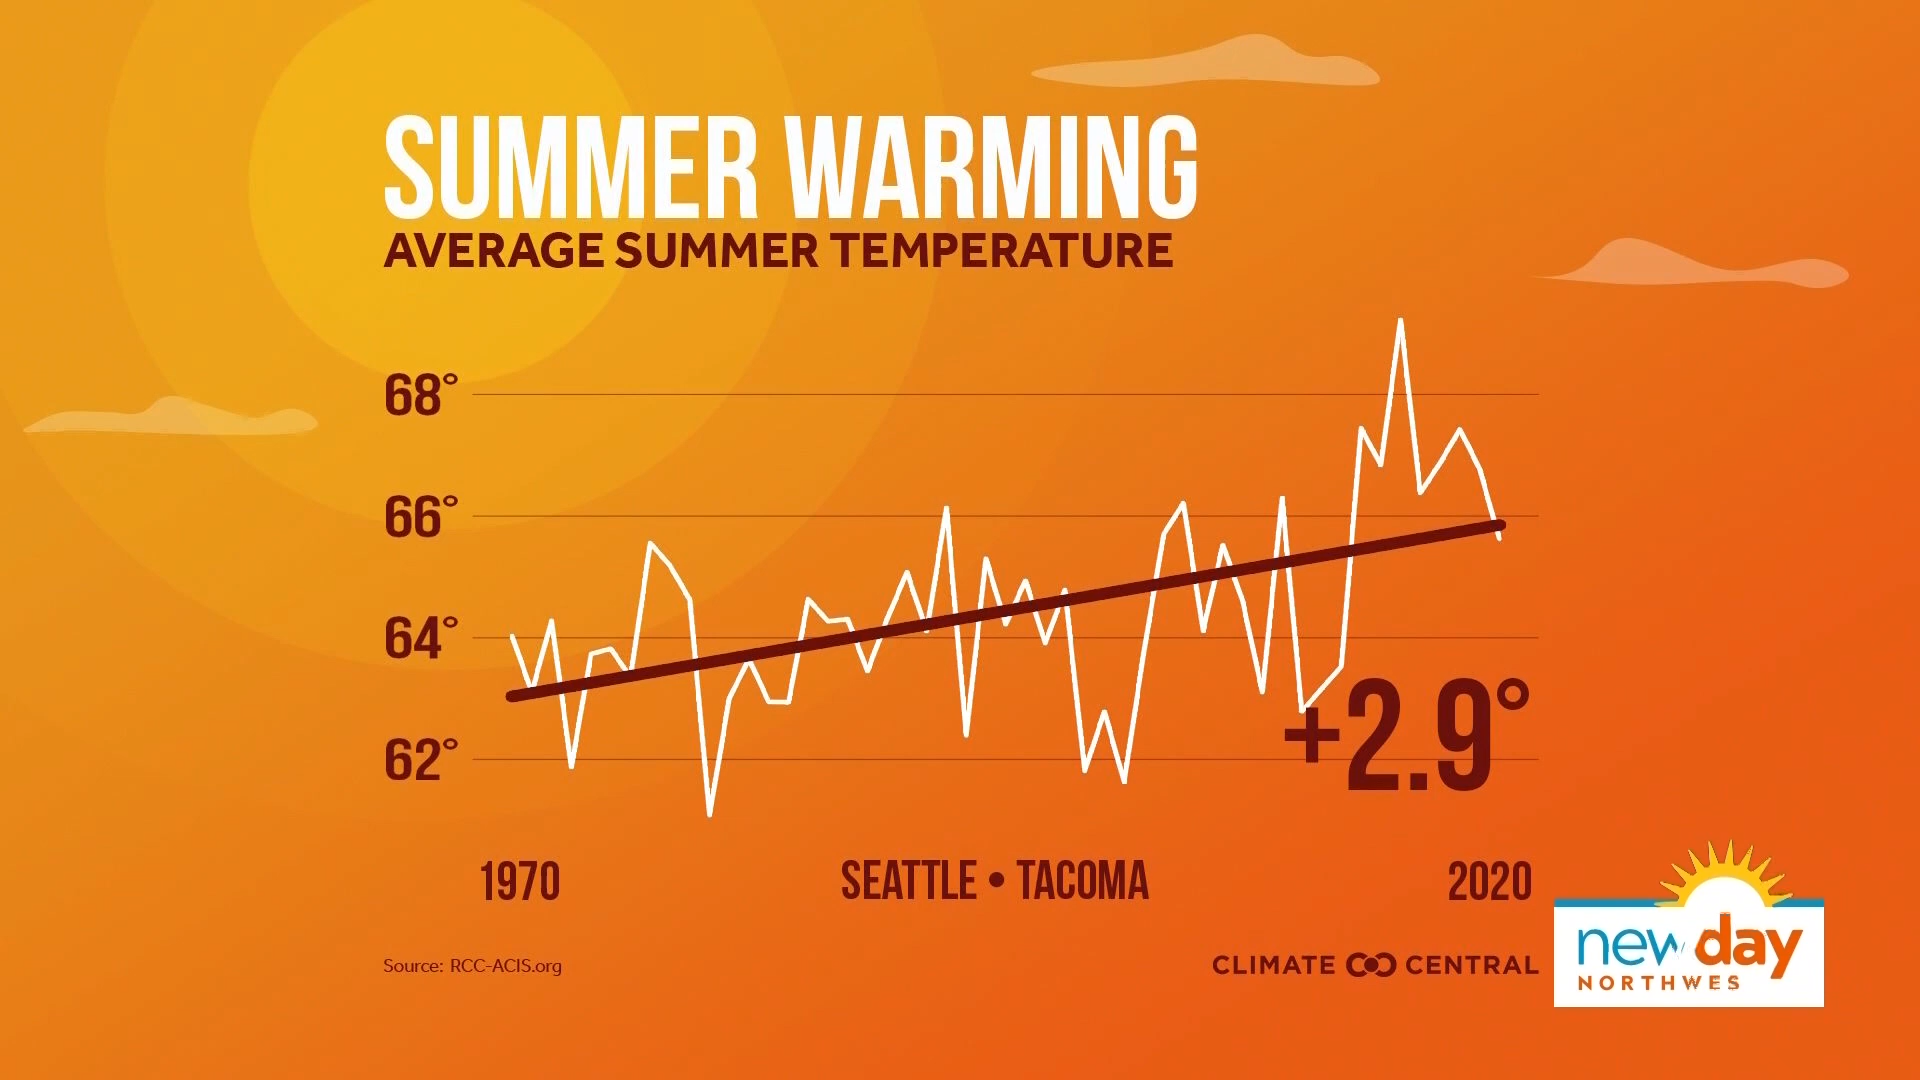 SUMMER WARMING
AVERAGE SUMMER TEMPERATURE
68°
66°
64°
62°
+2.9°
1970
SEATTLE • TACOMA
2020
Source: RCC-ACIS.org
CLIMATE CENTRAL
new day
NORTHWES